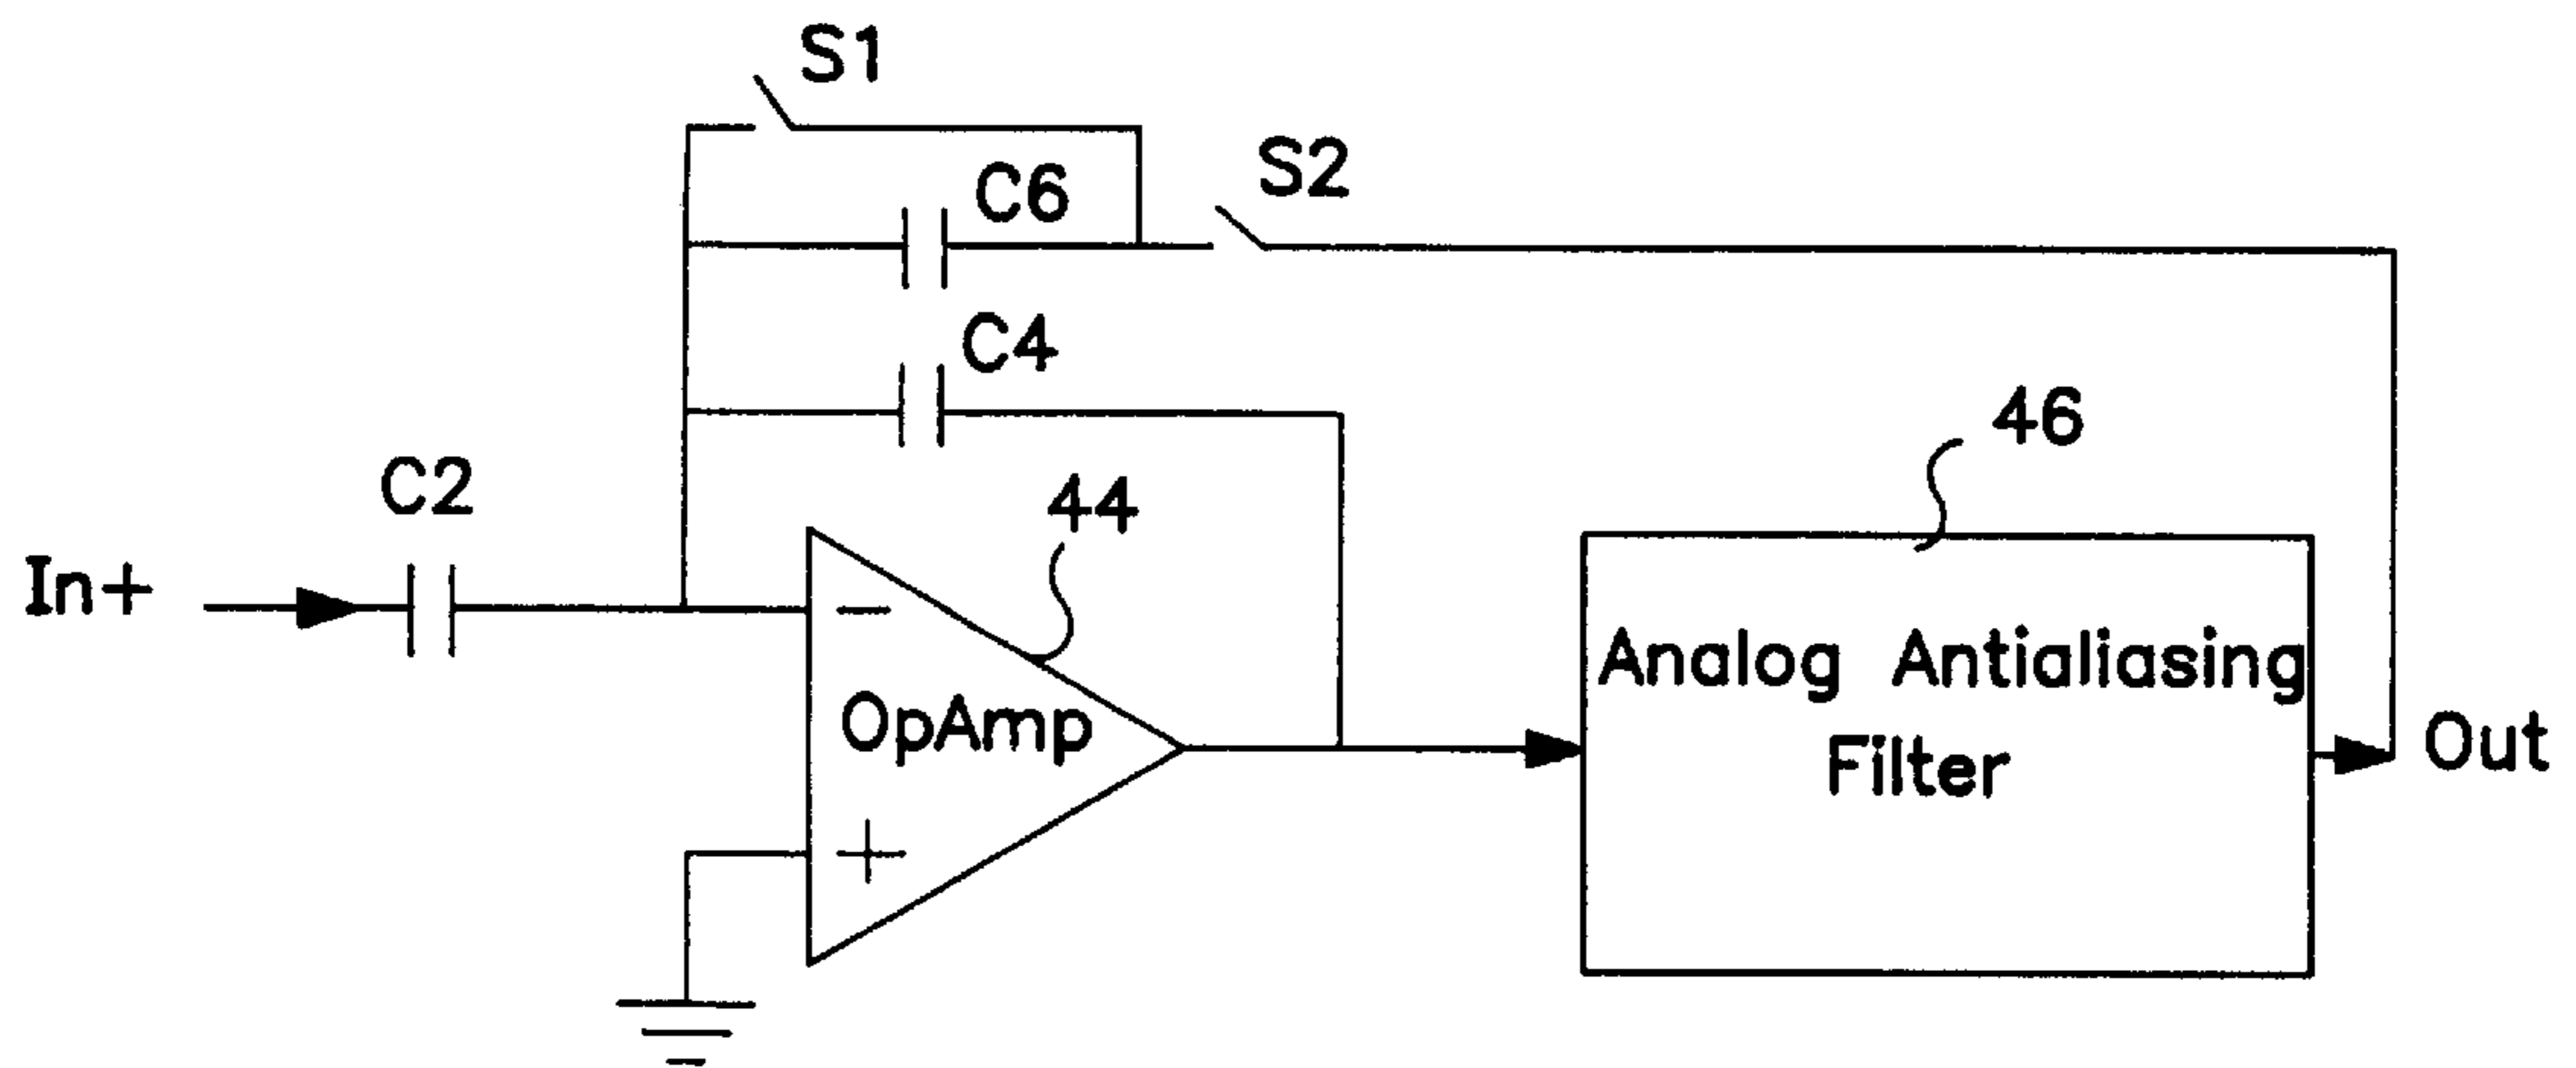 S1
S2
C6
C4
46
C2
44
In+
−
Analog Antialiasing
Filter
OpAmp
Out
+